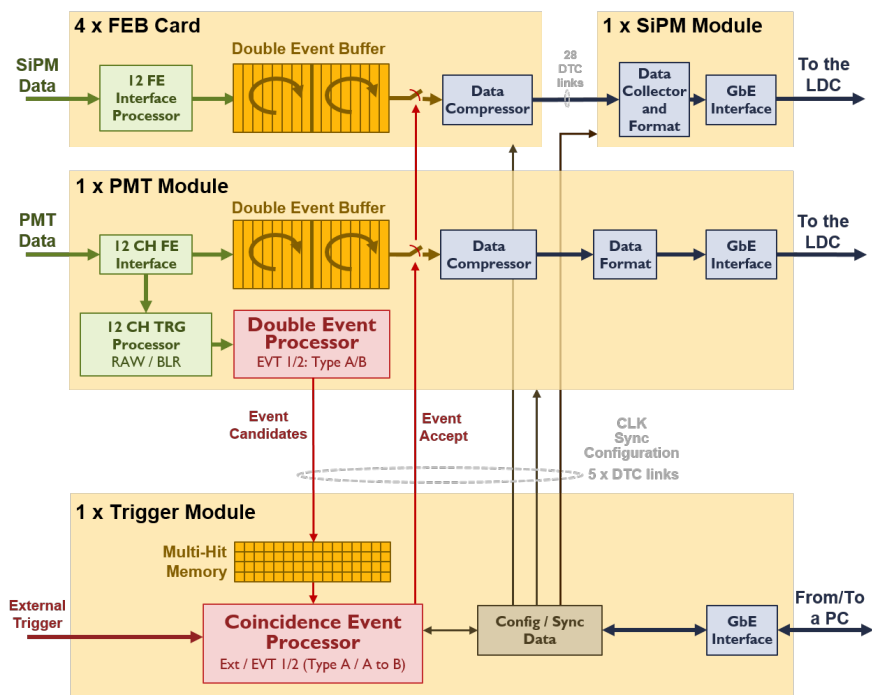 4 x FEB Card
1 x SiPM Module
SiPM
Data
12 FE
Interface
Processor
Double Event Buffer
Data
Compressor
28
DTC
links
Data
Collector
and
Format
GbE
Interface
To the
LDC
1 x PMT Module
PMT
Data
12 CH FE
Interface
Double Event Buffer
Data
Compressor
Data
Format
GbE
Interface
To the
LDC
12 CH TRG
Processor
RAW / BLR
Double Event
Processor
EVT 1/2: Type A/B
Event
Candidates
Event
Accept
CLK
Sync
Configuration
5 x DTC links
1 x Trigger Module
Multi-Hit
Memory
External
Trigger
Coincidence Event
Processor
Ext / EVT 1/2 (Type A / A to B)
Config / Sync
Data
GbE
Interface
From/To
a PC